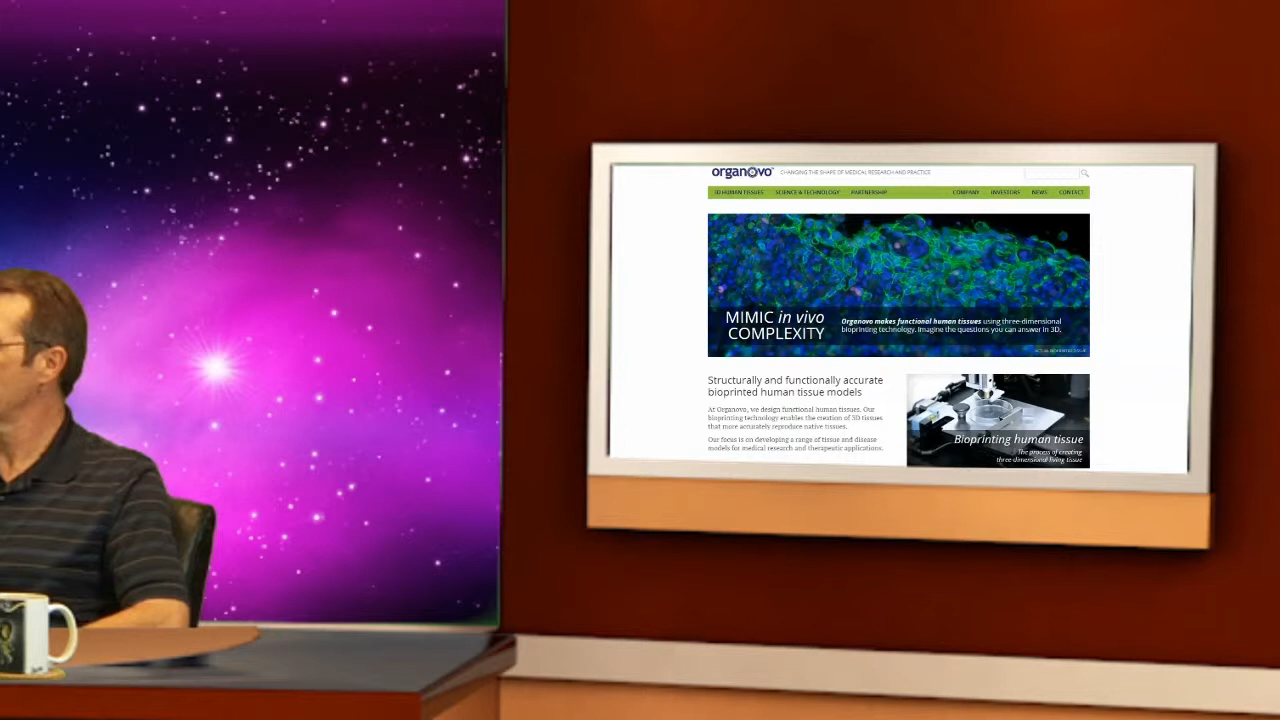 organovo CHANGING THE SHAPE OF MEDICAL RESEARCH AND PRACTICE
3D HUMAN TISSUES SCIENCE & TECHNOLOGY PARTNERSHIP COMPANY INVESTORS NEWS CONTACT
MIMIC in vivo
COMPLEXITY
Organovo makes functional human tissues using three-dimensional
bioprinting technology. Imagine the questions you can answer in 3D.
Structurally and functionally accurate
bioprinted human tissue models
At Organovo, we design functional human tissues. Our
bioprinting technology enables the creation of 3D tissues
that more accurately reproduce native tissues.
Our focus is on developing a range of tissue and disease
models for medical research and therapeutic applications.
Bioprinting human tissue
The process of creating
three-dimensional living tissue